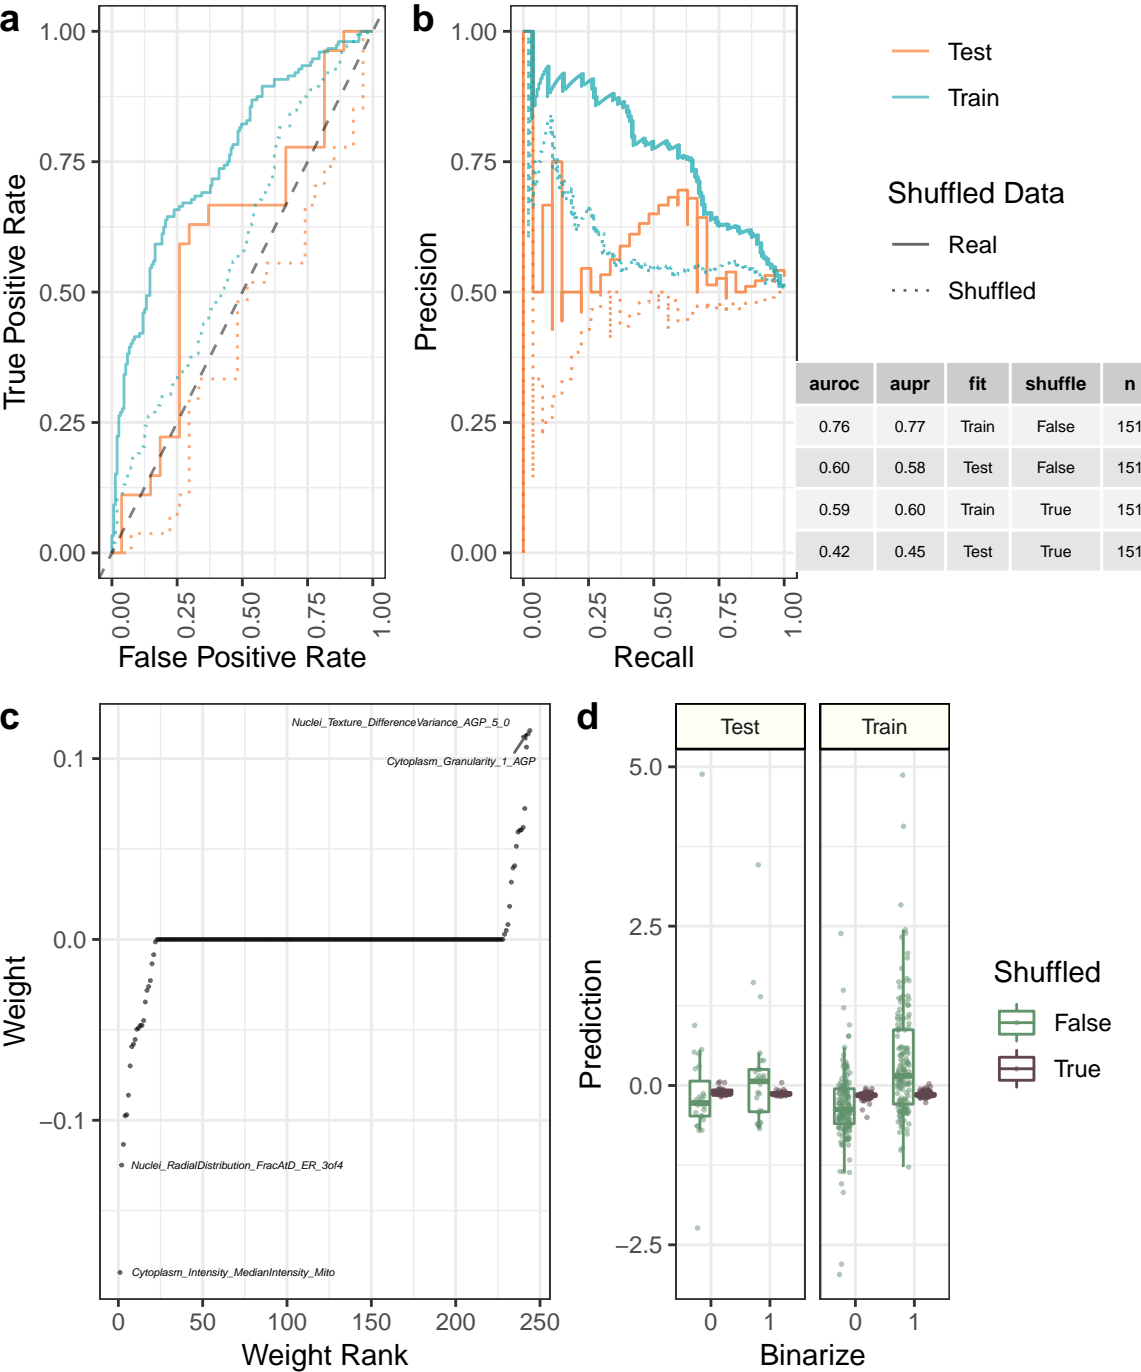 a
True Positive Rate
1.00
0.75
0.50
0.25
0.00
0.00
0.25
0.50
0.75
1.00
False Positive Rate
b
Precision
1.00
0.75
0.50
0.25
0.00
0.00
0.25
0.50
0.75
1.00
Recall
Test
Train
Shuffled Data
Real
Shuffled
auroc aupr fit shuffle n
0.76 0.77 Train False 151
0.60 0.58 Test False 151
0.59 0.60 Train True 151
0.42 0.45 Test True 151
c
Weight
0.1
0.0
−0.1
Nuclei_Texture_DifferenceVariance_AGP_5_0
Cytoplasm_Granularity_1_AGP
Nuclei_RadialDistribution_FracAtD_ER_3of4
Cytoplasm_Intensity_MedianIntensity_Mito
0 50 100 150 200 250
Weight Rank
d
Test Train
Prediction
5.0
2.5
0.0
−2.5
0 1 0 1
Binarize
Shuffled
False
True